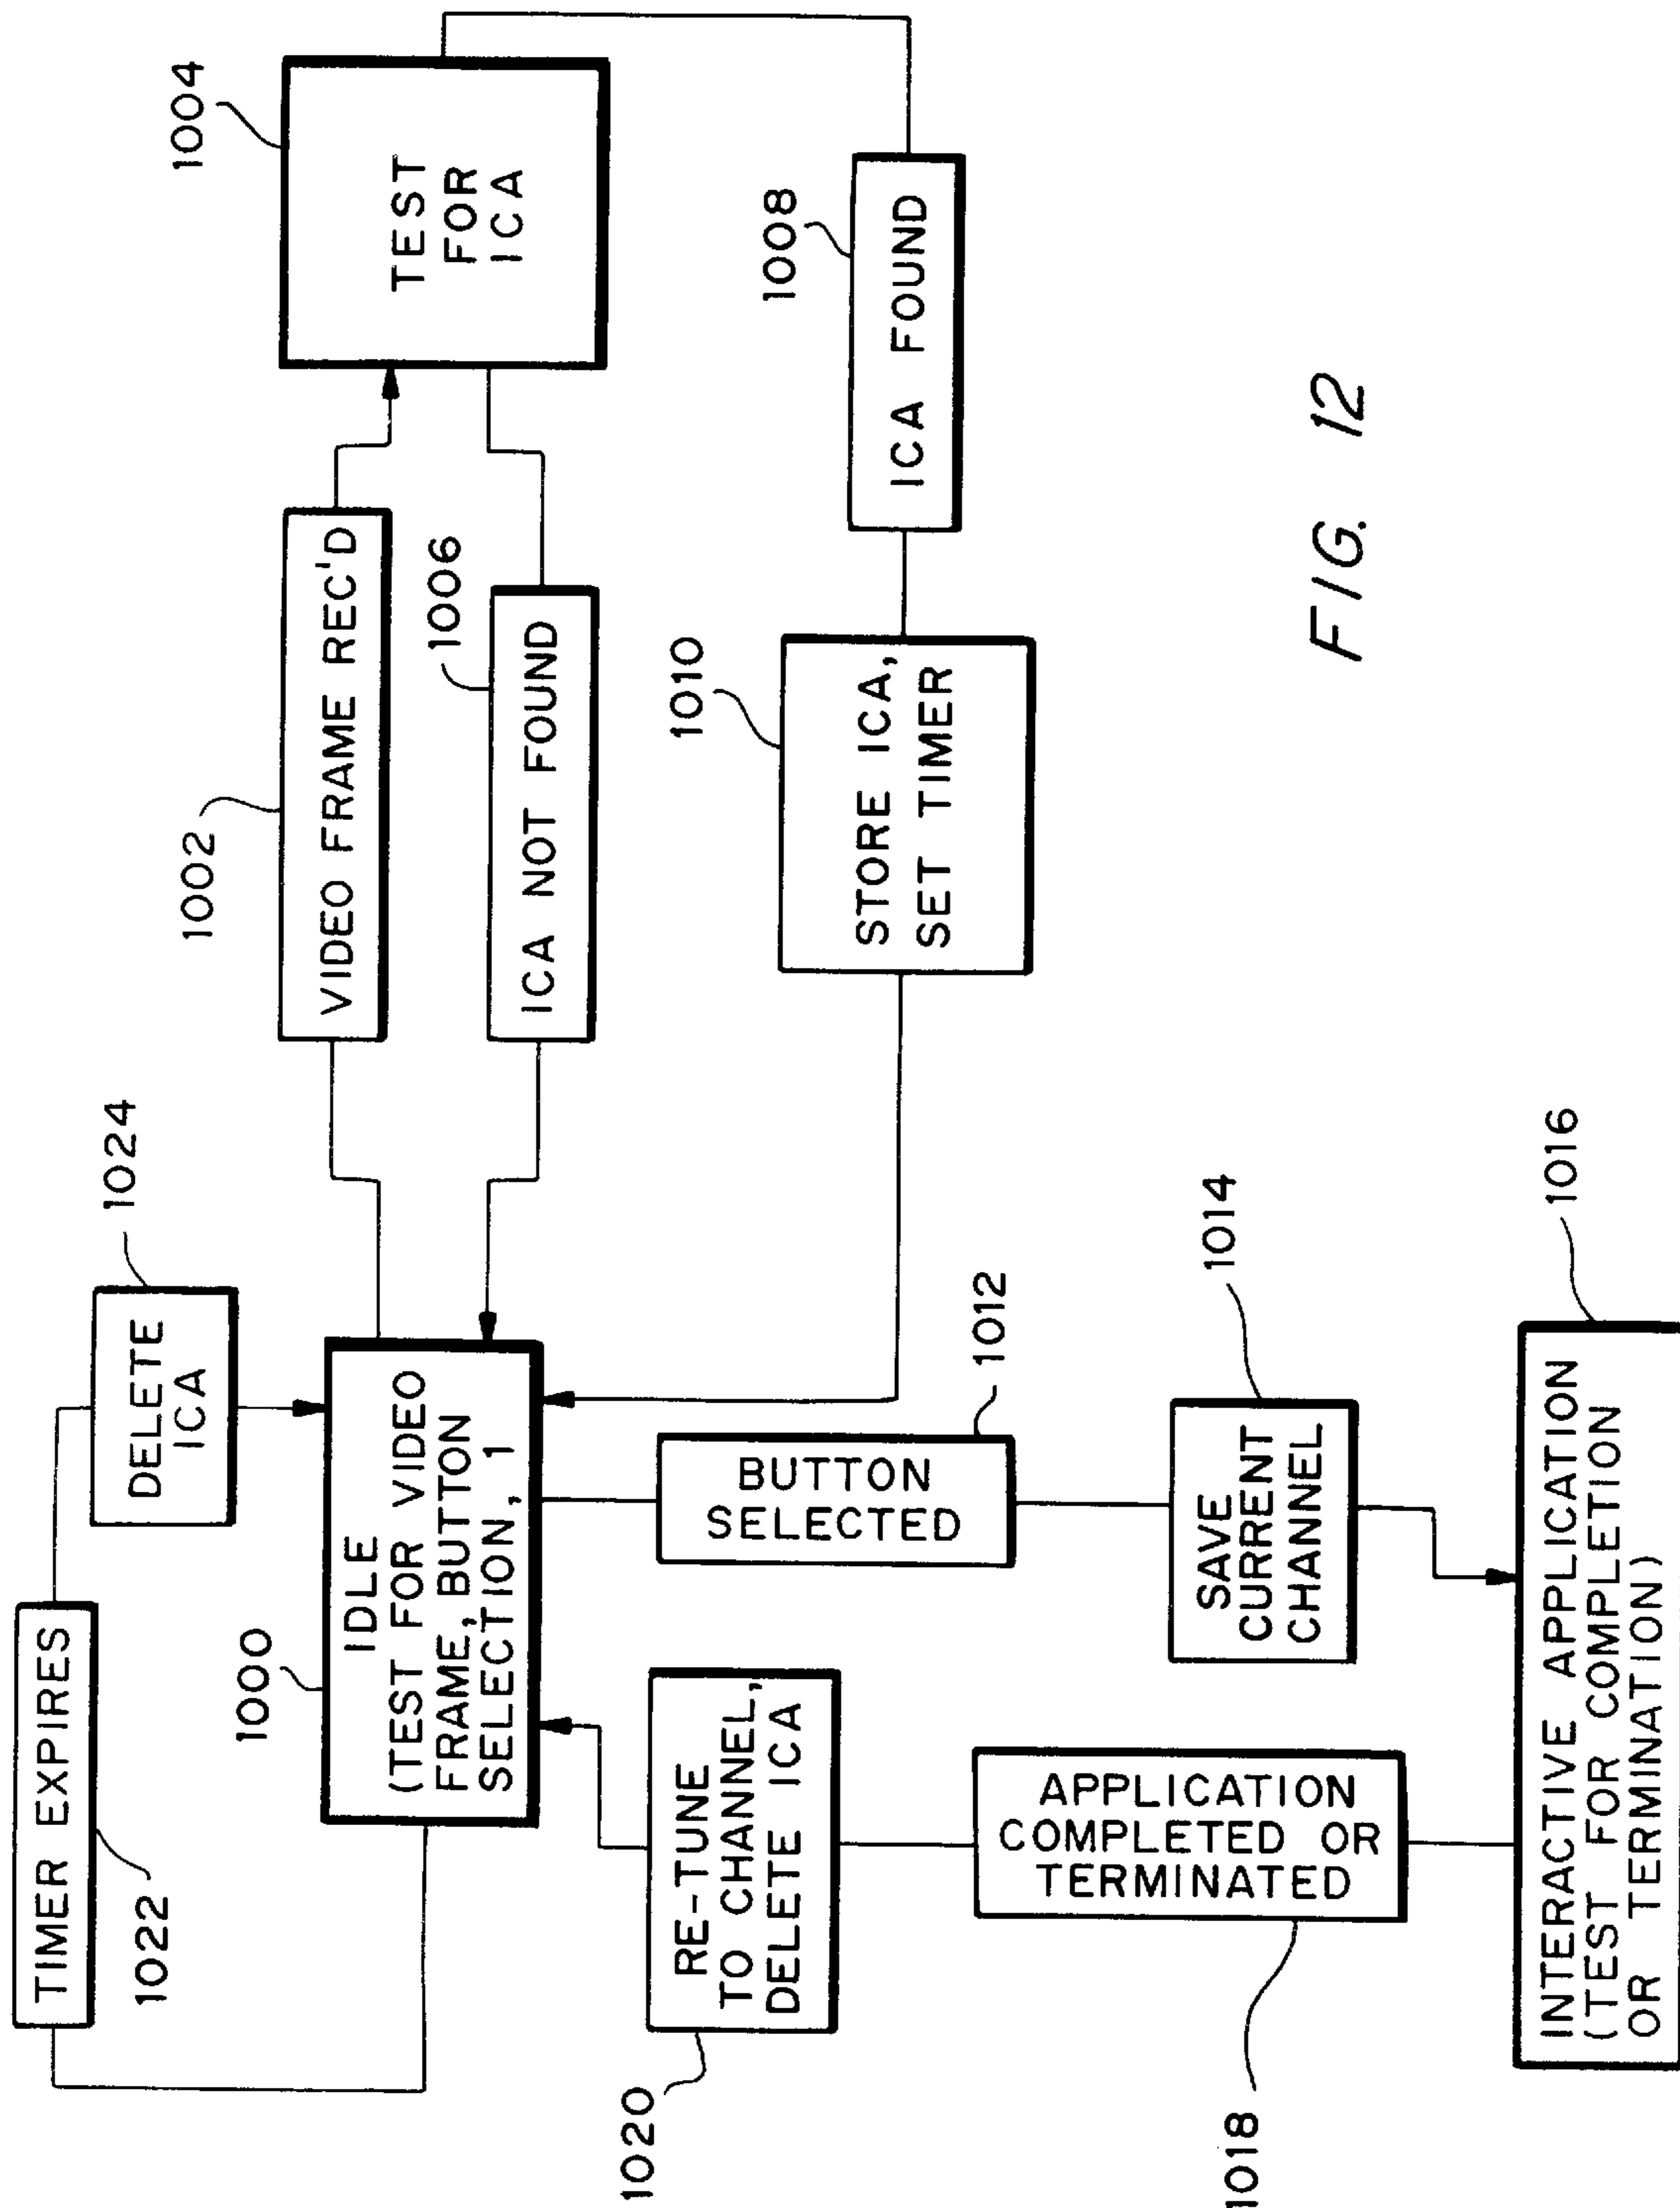 TIMER EXPIRES
1022
DELETE
ICA
1024
1000
IDLE
(TEST FOR VIDEO
FRAME, BUTTON
SELECTION, 1
1002
VIDEO FRAME REC'D
1004
TEST
FOR
ICA
1006
ICA NOT FOUND
1008
ICA FOUND
1010
STORE ICA,
SET TIMER
1012
BUTTON
SELECTED
1014
SAVE
CURRENT
CHANNEL
1016
INTERACTIVE APPLICATION
(TEST FOR COMPLETION
OR TERMINATION)
1018
APPLICATION
COMPLETED OR
TERMINATED
1020
RE-TUNE
TO CHANNEL,
DELETE ICA
FIG. 12